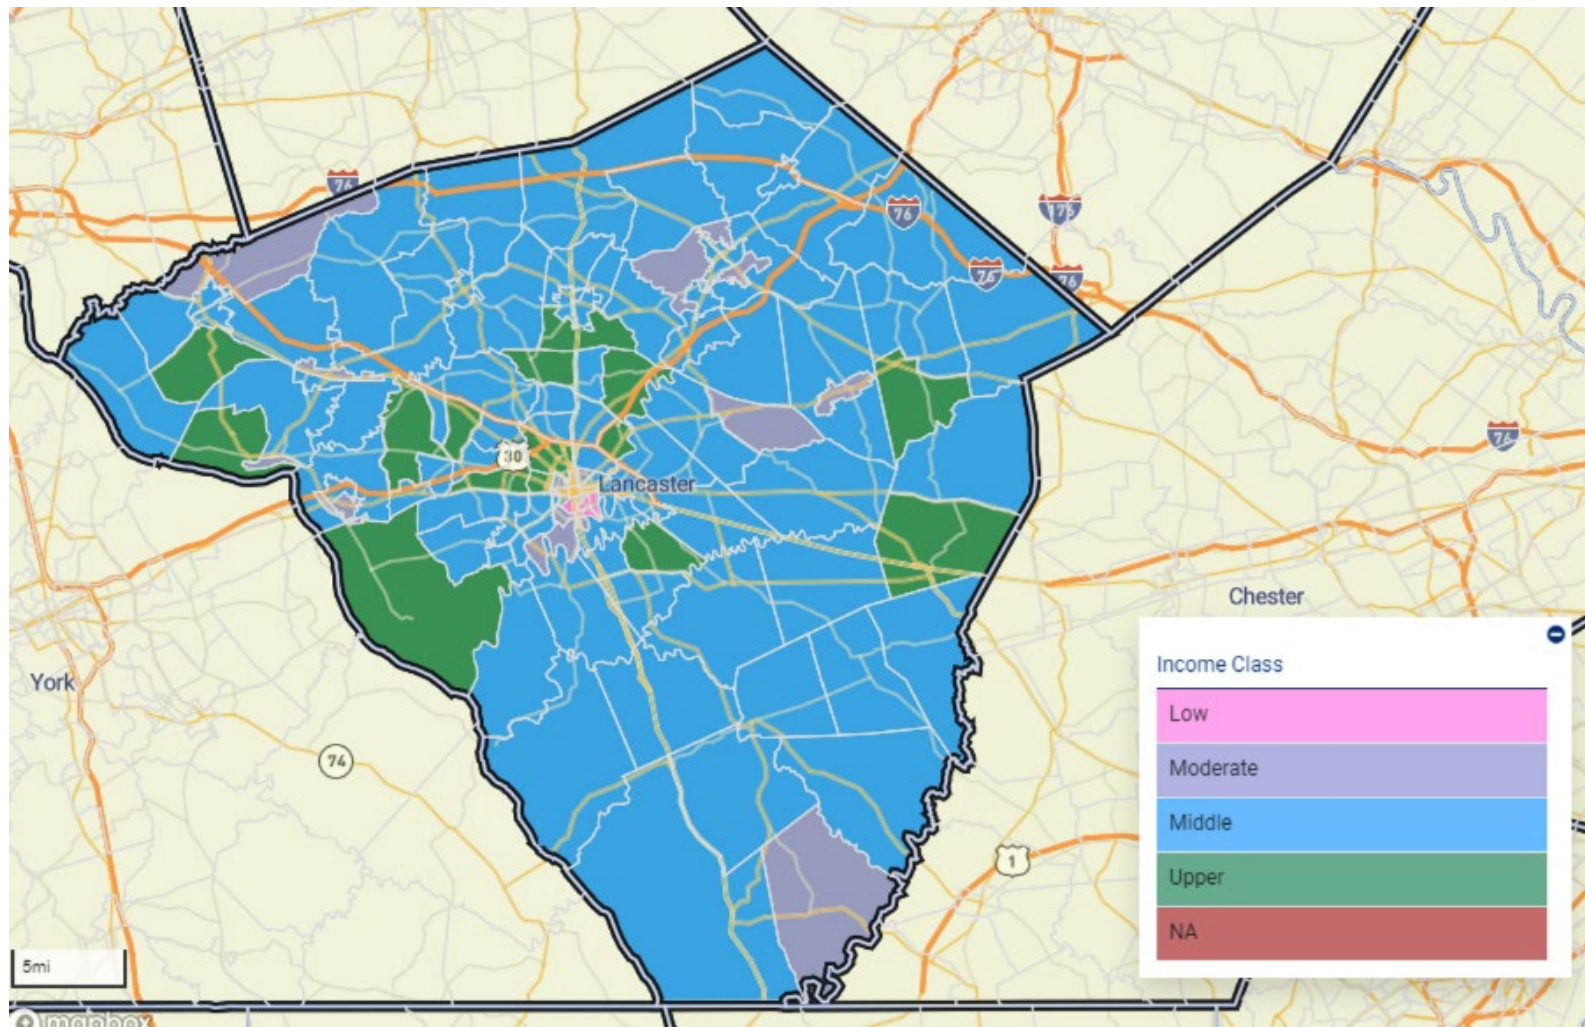 76
76
176
76
76
76
30
Lancaster
York
74
Chester
1
Income Class
Low
Moderate
Middle
Upper
NA
5mi
mapbox